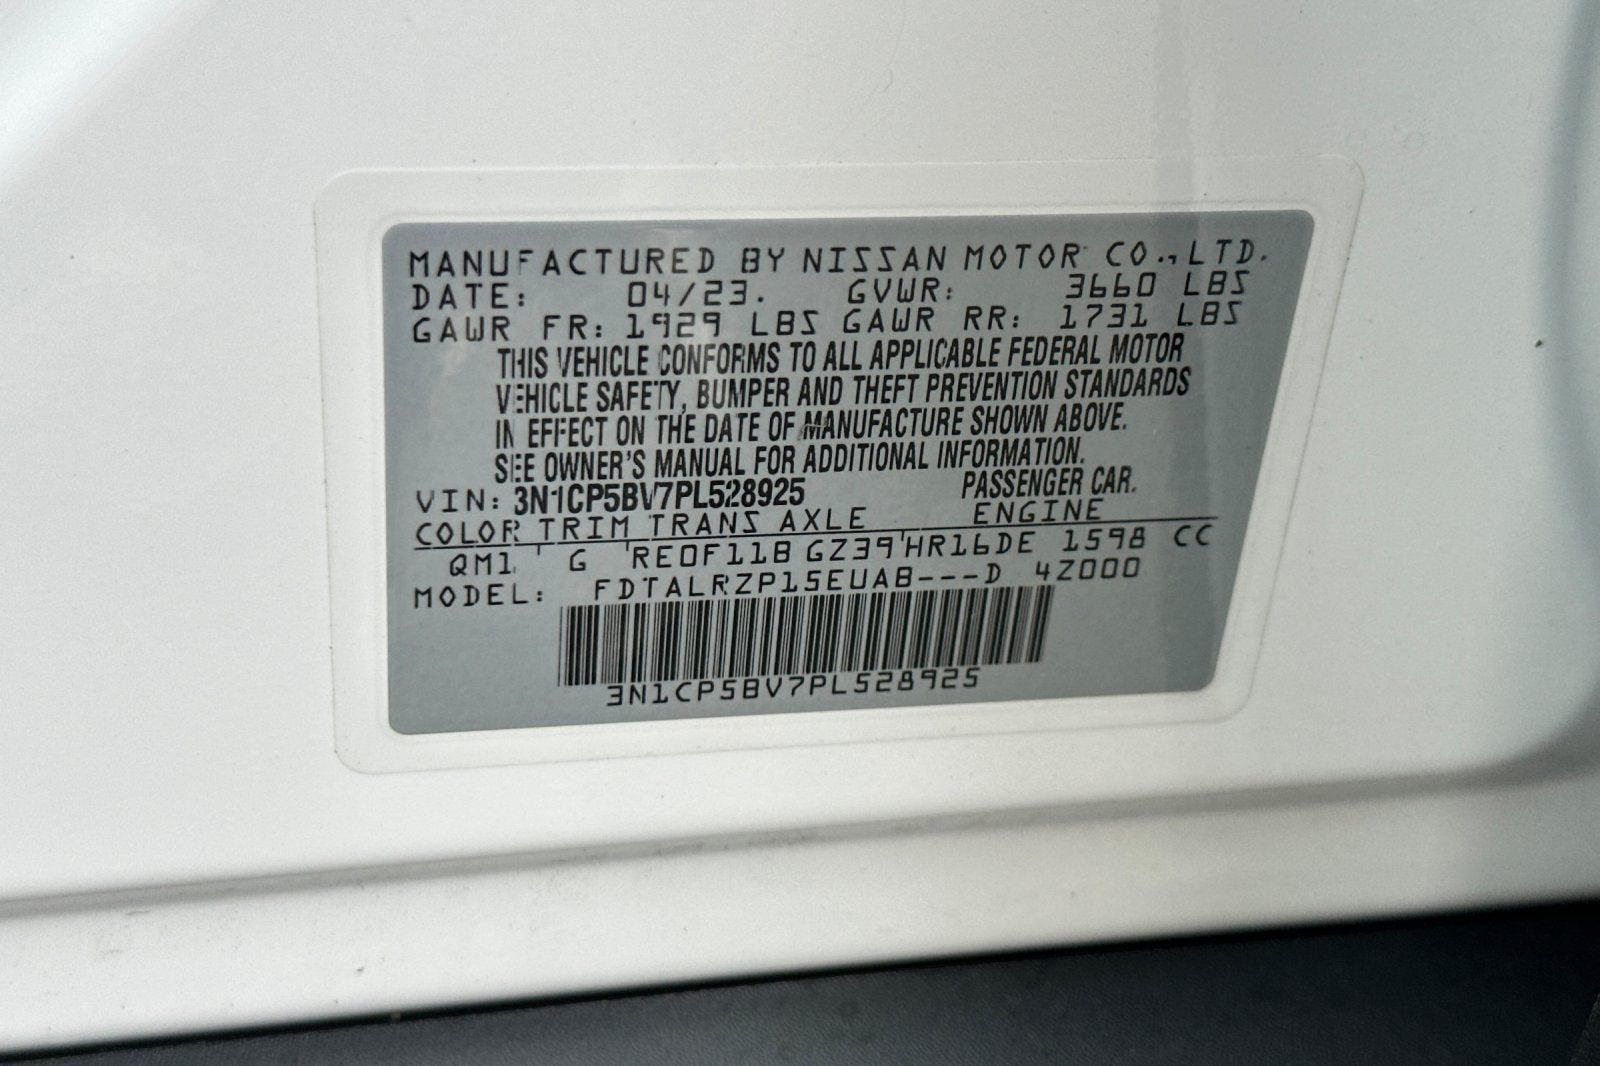 MANUFACTURED BY NISSAN MOTOR CO., LTD.
DATE: 04/23. GVWR: 3660 LBS
GAWR FR: 1929 LBS GAWR RR: 1731 LBS
THIS VEHICLE CONFORMS TO ALL APPLICABLE FEDERAL MOTOR
VEHICLE SAFETY, BUMPER AND THEFT PREVENTION STANDARDS
IN EFFECT ON THE DATE OF MANUFACTURE SHOWN ABOVE.
SEE OWNER'S MANUAL FOR ADDITIONAL INFORMATION.
VIN: 3N1CP5BV7PL528925 PASSENGER CAR.
COLOR TRIM TRANS AXLE ENGINE
QM1 G RE0F11B GZ39 HR16DE 1598 CC
MODEL: FDTALRZP15EUAB---D 4Z000
3N1CP5BV7PL528925